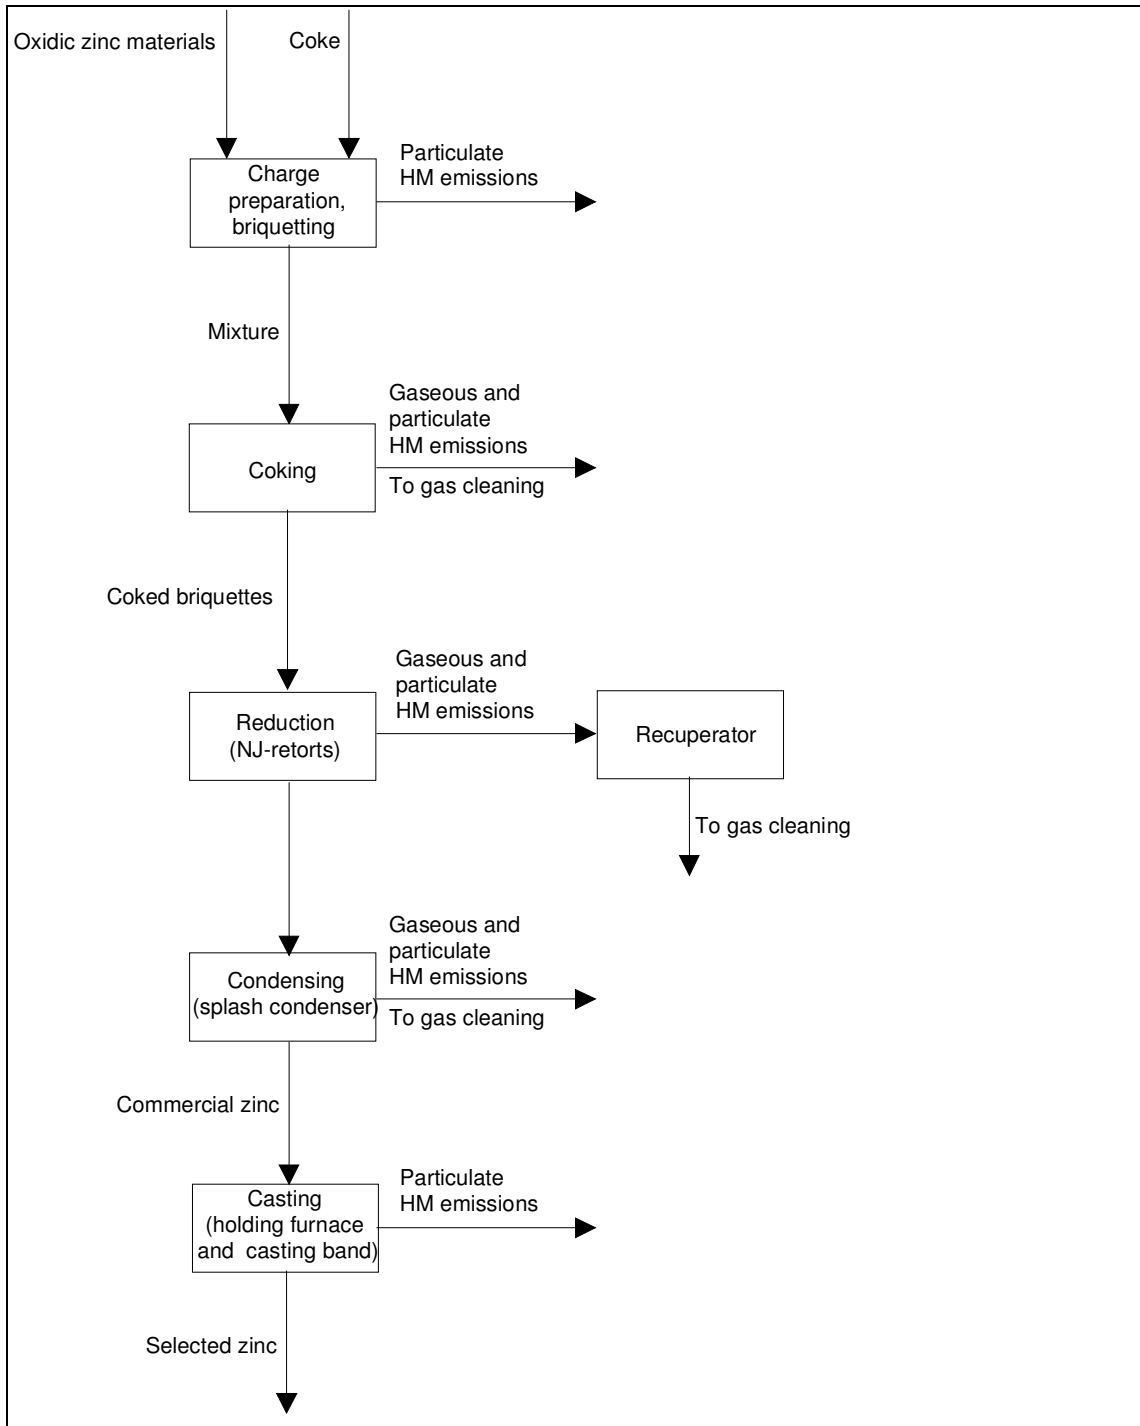 Oxidic zinc materials
Coke
Particulate
HM emissions
Charge
preparation,
briquetting
Mixture
Gaseous and
particulate
HM emissions
To gas cleaning
Coking
Coked briquettes
Gaseous and
particulate
HM emissions
Reduction
(NJ-retorts)
Recuperator
To gas cleaning
Gaseous and
particulate
HM emissions
To gas cleaning
Condensing
(splash condenser)
Commercial zinc
Particulate
HM emissions
Casting
(holding furnace
and casting band)
Selected zinc